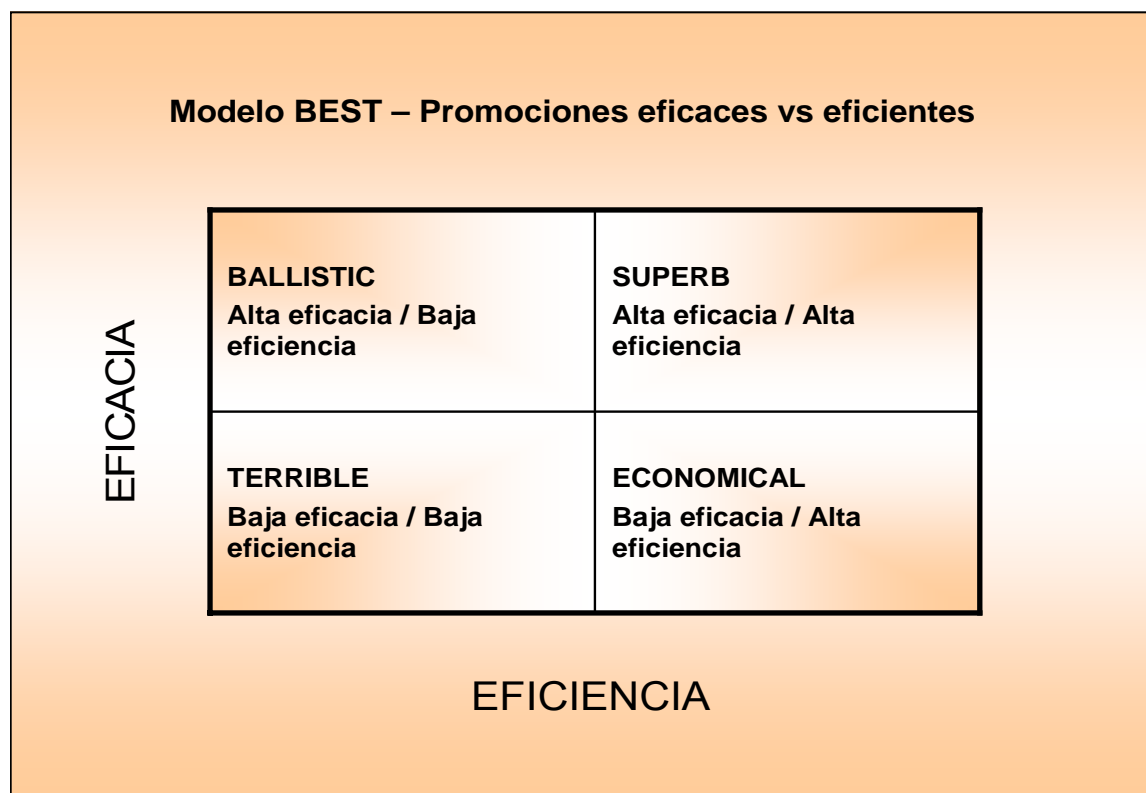 Modelo BEST – Promociones eficaces vs eficientes
BALLISTIC
Alta eficacia / Baja
eficiencia
SUPERB
Alta eficacia / Alta
eficiencia
EFICACIA
TERRIBLE
Baja eficacia / Baja
eficiencia
ECONOMICAL
Baja eficacia / Alta
eficiencia
EFICIENCIA